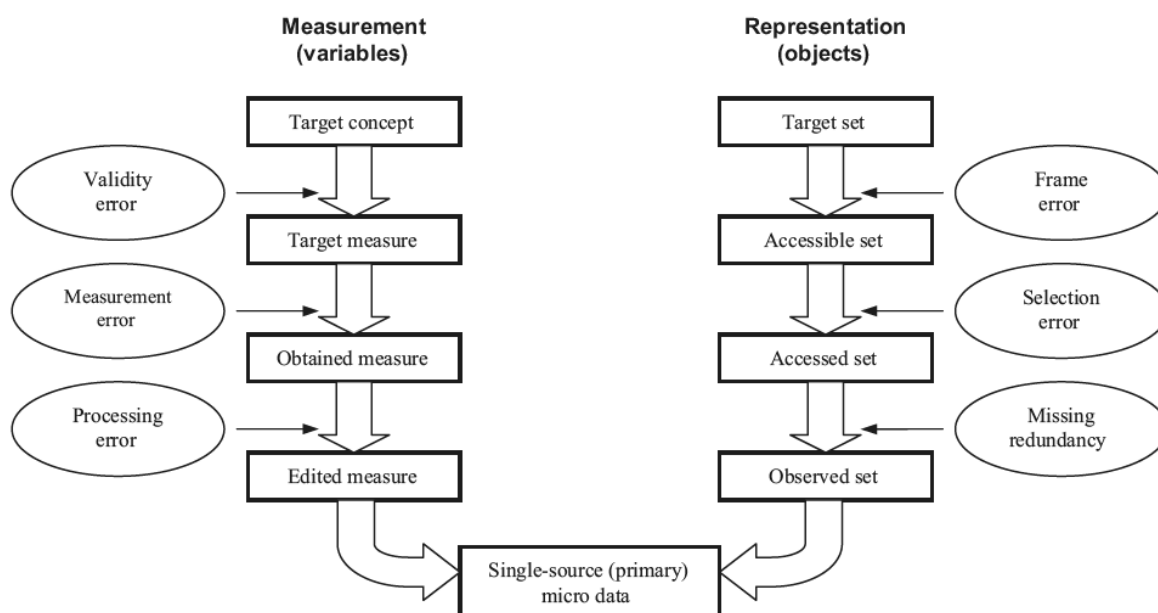 Measurement
(variables)
Representation
(objects)
Target concept
Target set
Validity
error
Frame
error
Target measure
Accessible set
Measurement
error
Selection
error
Obtained measure
Accessed set
Processing
error
Missing
redundancy
Edited measure
Observed set
Single-source (primary)
micro data